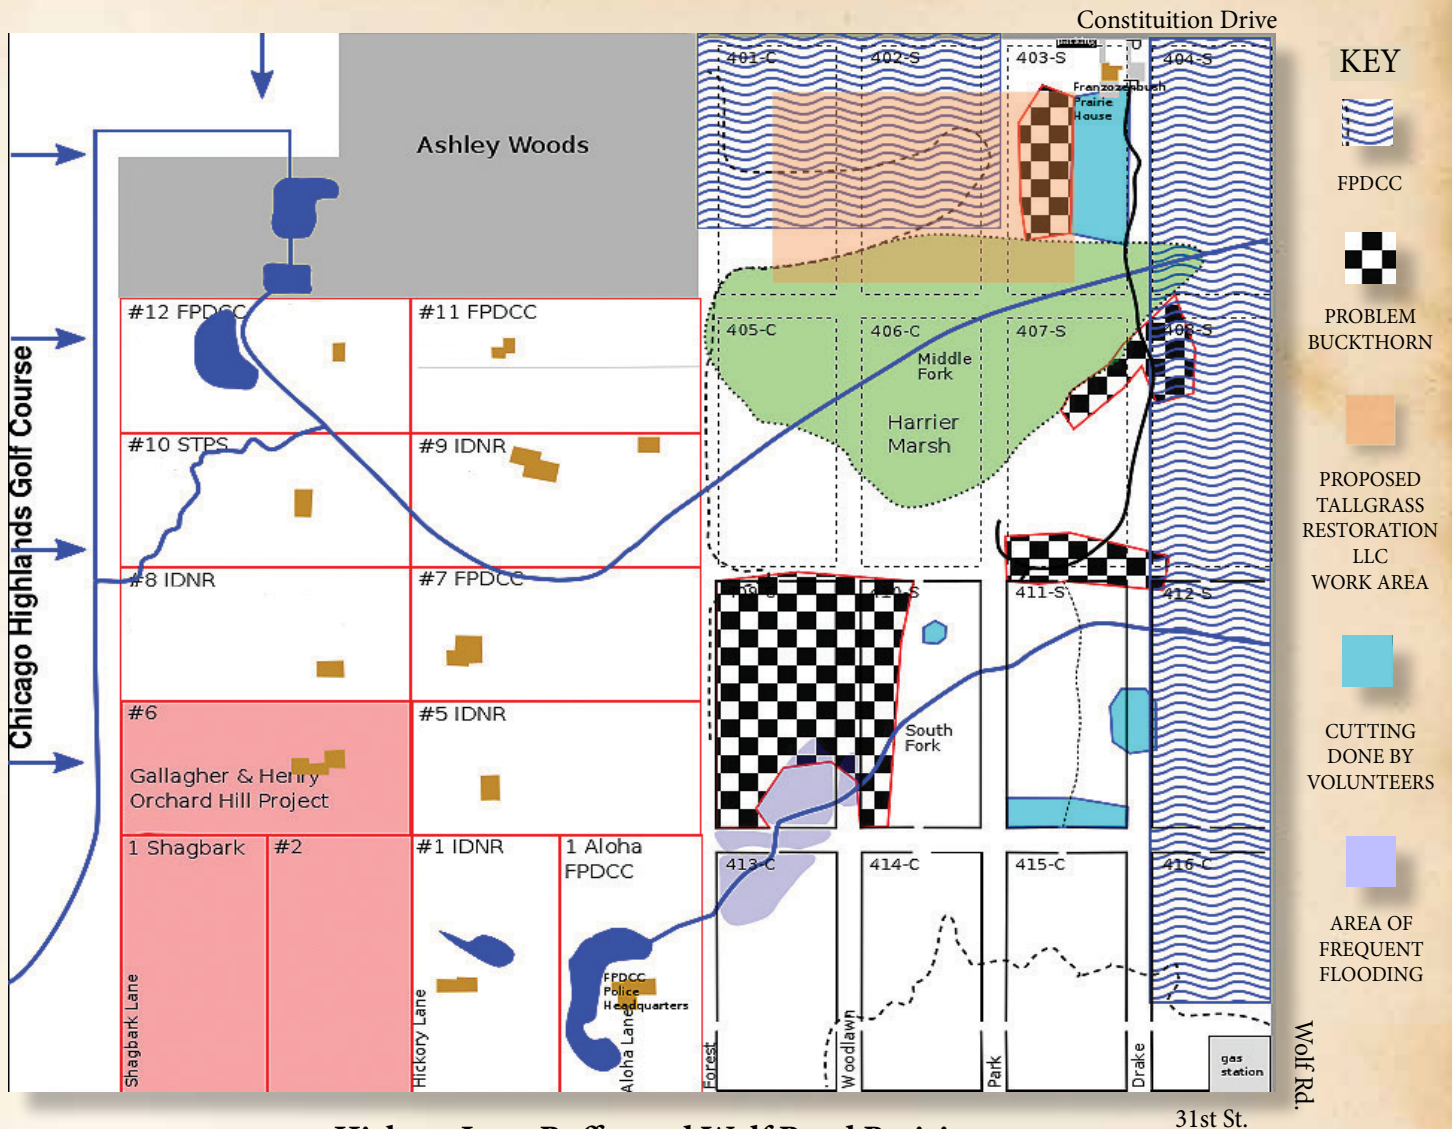 Constituition Drive
KEY
FPDCC
PROBLEM
BUCKTHORN
PROPOSED
TALLGRASS
RESTORATION
LLC
WORK AREA
CUTTING
DONE BY
VOLUNTEERS
AREA OF
FREQUENT
FLOODING
Ashley Woods
Chicago Highlands Golf Course
401-C
402-S
403-S
404-S
Franzozenbush
Prairie
House
#12 FPDCC
#11 FPDCC
405-C
406-C
407-S
408-S
Middle
Fork
Harrier
Marsh
#10 STPS
#9 IDNR
#8 IDNR
#7 FPDCC
410-S
411-S
412-S
#6
Gallagher & Henry
Orchard Hill Project
#5 IDNR
South
Fork
1 Shagbark
#2
#1 IDNR
1 Aloha
FPDCC
413-C
414-C
415-C
416-C
FPDCC
Police
Headquarters
Shagbark Lane
Hickory Lane
Aloha Lane
Forest
Woodlawn
Park
Drake
gas
station
Wolf Rd.
31st St.